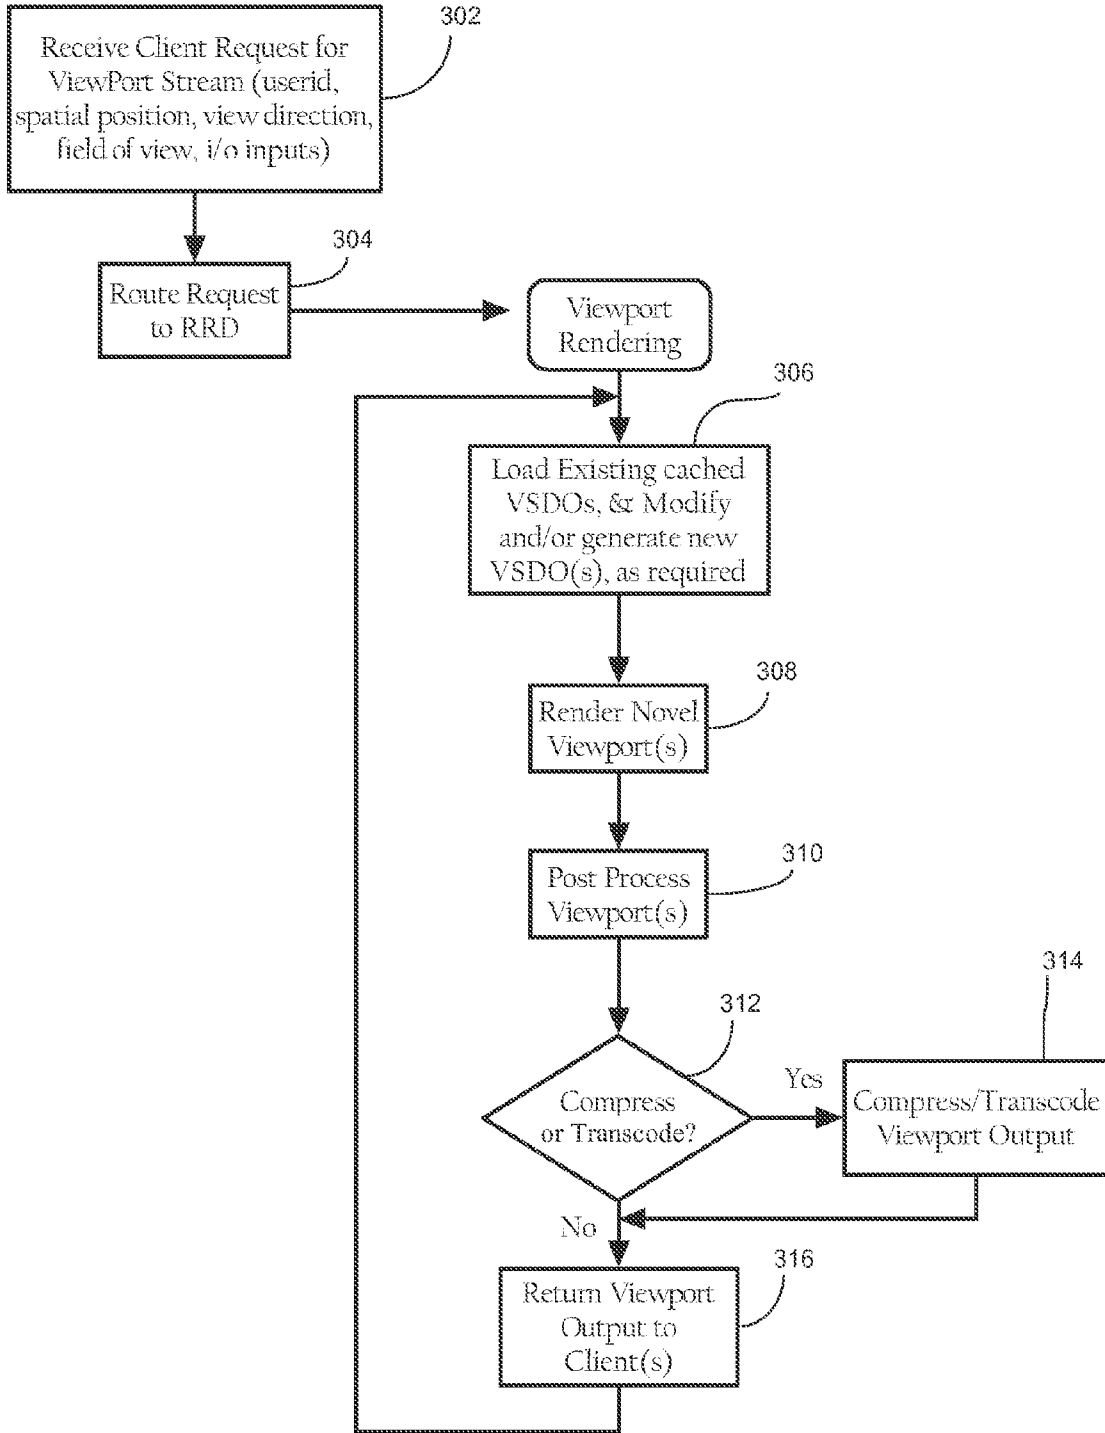 302
Receive Client Request for
ViewPort Stream (userid,
spatial position, view direction,
field of view, i/o inputs)
304
Route Request
to RRD
Viewport
Rendering
306
Load Existing cached
VSDOs, & Modify
and/or generate new
VSDO(s), as required
308
Render Novel
Viewport(s)
310
Post Process
Viewport(s)
312
Compress
or Transcode?
Yes
314
Compress/Transcode
Viewport Output
No
316
Return Viewport
Output to
Client(s)